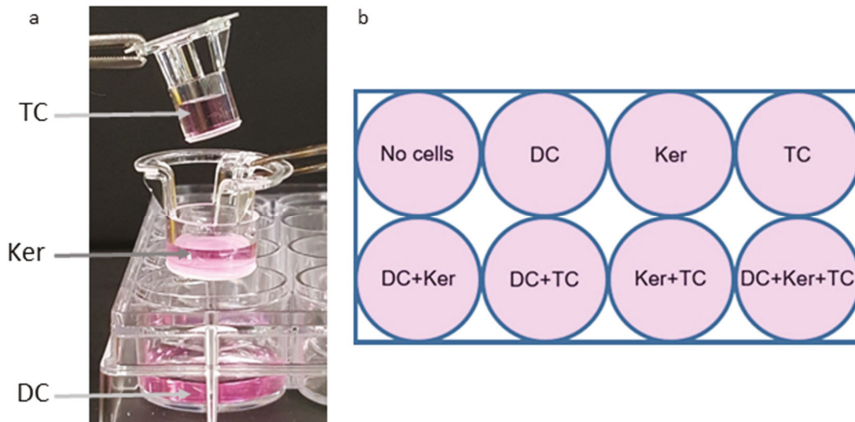 a
TC
Ker
DC
b
No cells
DC
Ker
TC
DC+Ker
DC+TC
Ker+TC
DC+Ker+TC